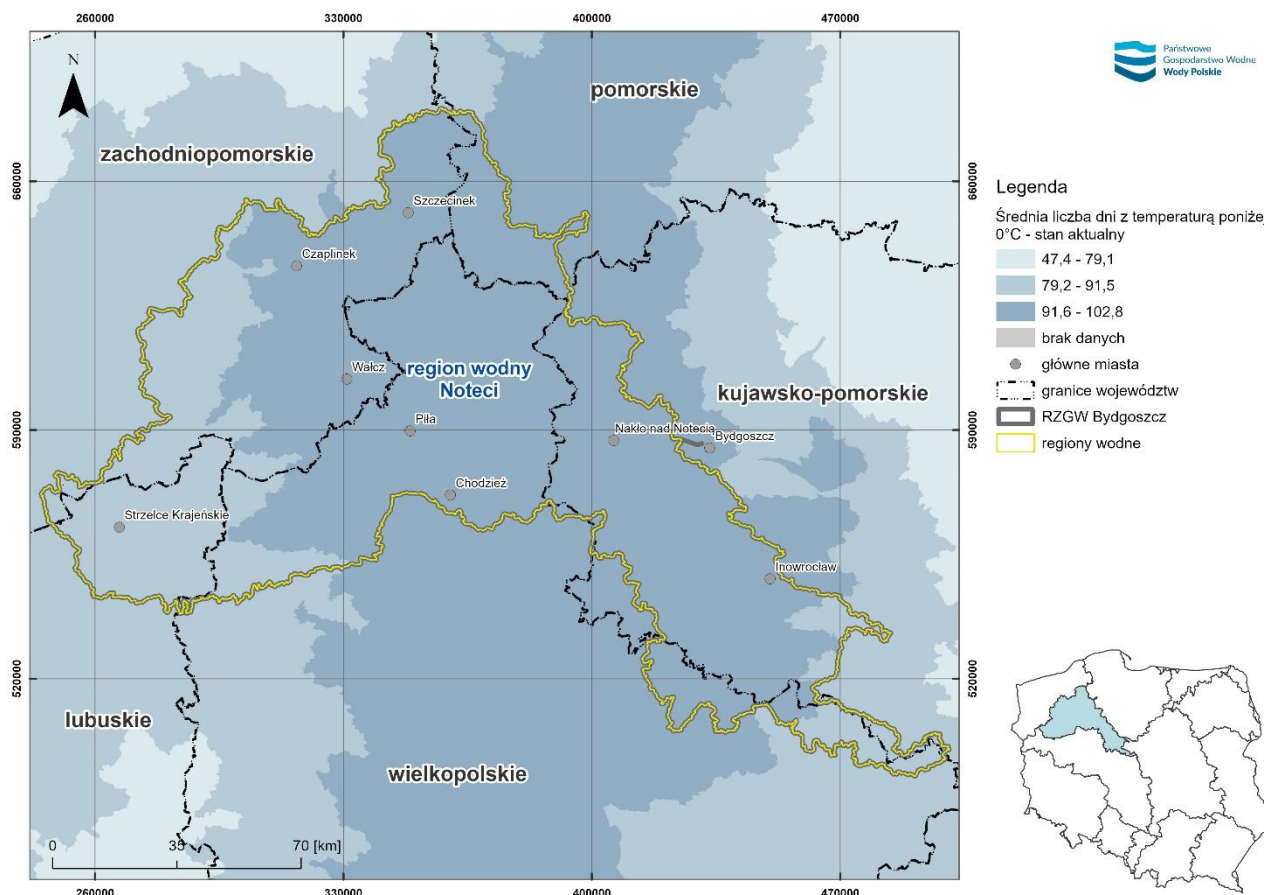 260000 330000 400000 470000
N
pomorskie
zachodniopomorskie
660000 660000
Szczecinek
Czaplinek
Wałcz
region wodny
Noteci
kujawsko-pomorskie
Piła
Nakło nad Notecią
Bydgoszcz
590000 590000
Chodzież
Strzelce Krajeńskie
Inowrocław
520000 520000
lubuskie
wielkopolskie
0 35 70 [km]
260000 330000 400000 470000
Państwowe
Gospodarstwo Wodne
Wody Polskie
Legenda
Średnia liczba dni z temperaturą poniżej
0°C - stan aktualny
47,4 - 79,1
79,2 - 91,5
91,6 - 102,8
brak danych
główne miasta
granice województw
RZGW Bydgoszcz
regiony wodne